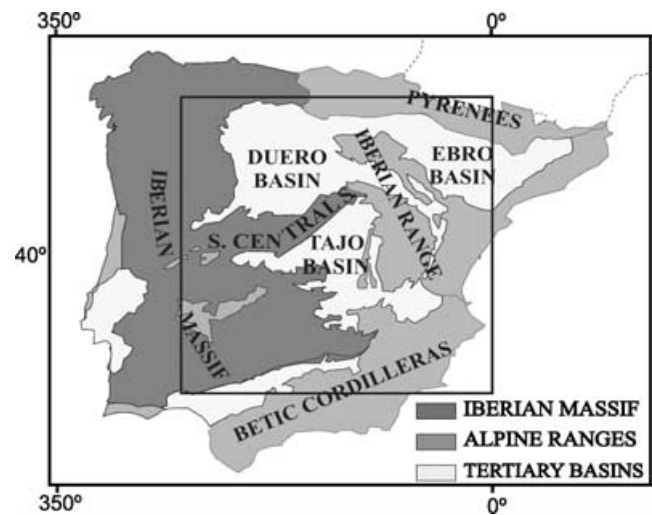 350º 0º
PYRENEES
DUERO
BASIN
IBERIAN RANGE
EBRO
BASIN
IBERIAN
S. CENTRAL S.
TAJO
BASIN
40º
MASSIF
BETIC CORDILLERAS
IBERIAN MASSIF
ALPINE RANGES
TERTIARY BASINS
350º 0º